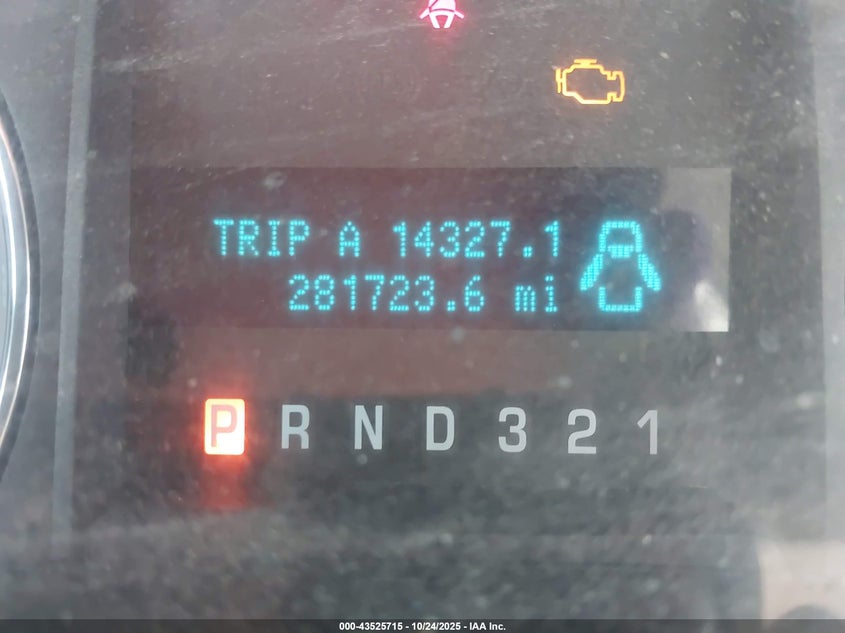 TRIP A 14327.1
281723.6 mi
P R N D 3 2 1
000-43525715 - 10/24/2025 - IAA Inc.